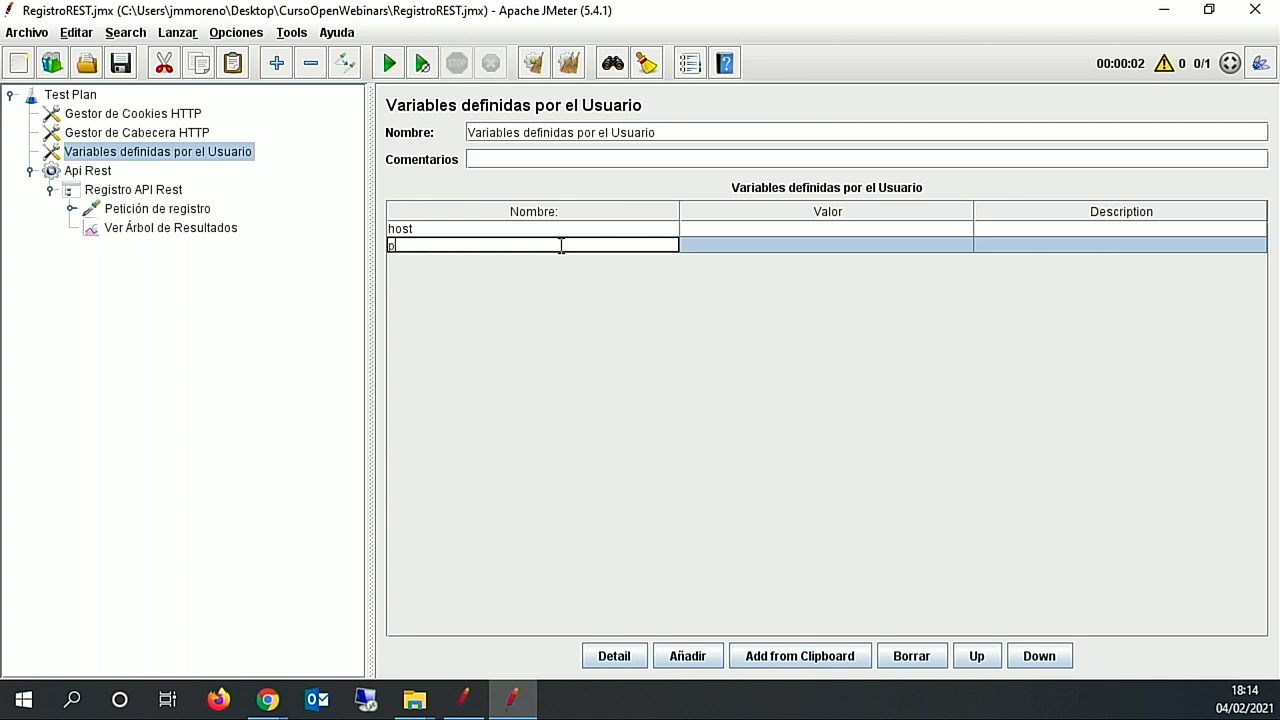 RegistroREST.jmx (C:\Users\jmmoreno\Desktop\CursoOpenWebinars\RegistroREST.jmx) - Apache JMeter (5.4.1)
Archivo Editar Search Lanzar Opciones Tools Ayuda
STOP 00:00:02 0 0/1
Test Plan
Gestor de Cookies HTTP
Gestor de Cabecera HTTP
Variables definidas por el Usuario
Api Rest
Registro API Rest
Petición de registro
Ver Árbol de Resultados
Variables definidas por el Usuario
Nombre: Variables definidas por el Usuario
Comentarios
Variables definidas por el Usuario
Nombre: Valor Description
host
p
Detail Añadir Add from Clipboard Borrar Up Down
18:14
04/02/2021